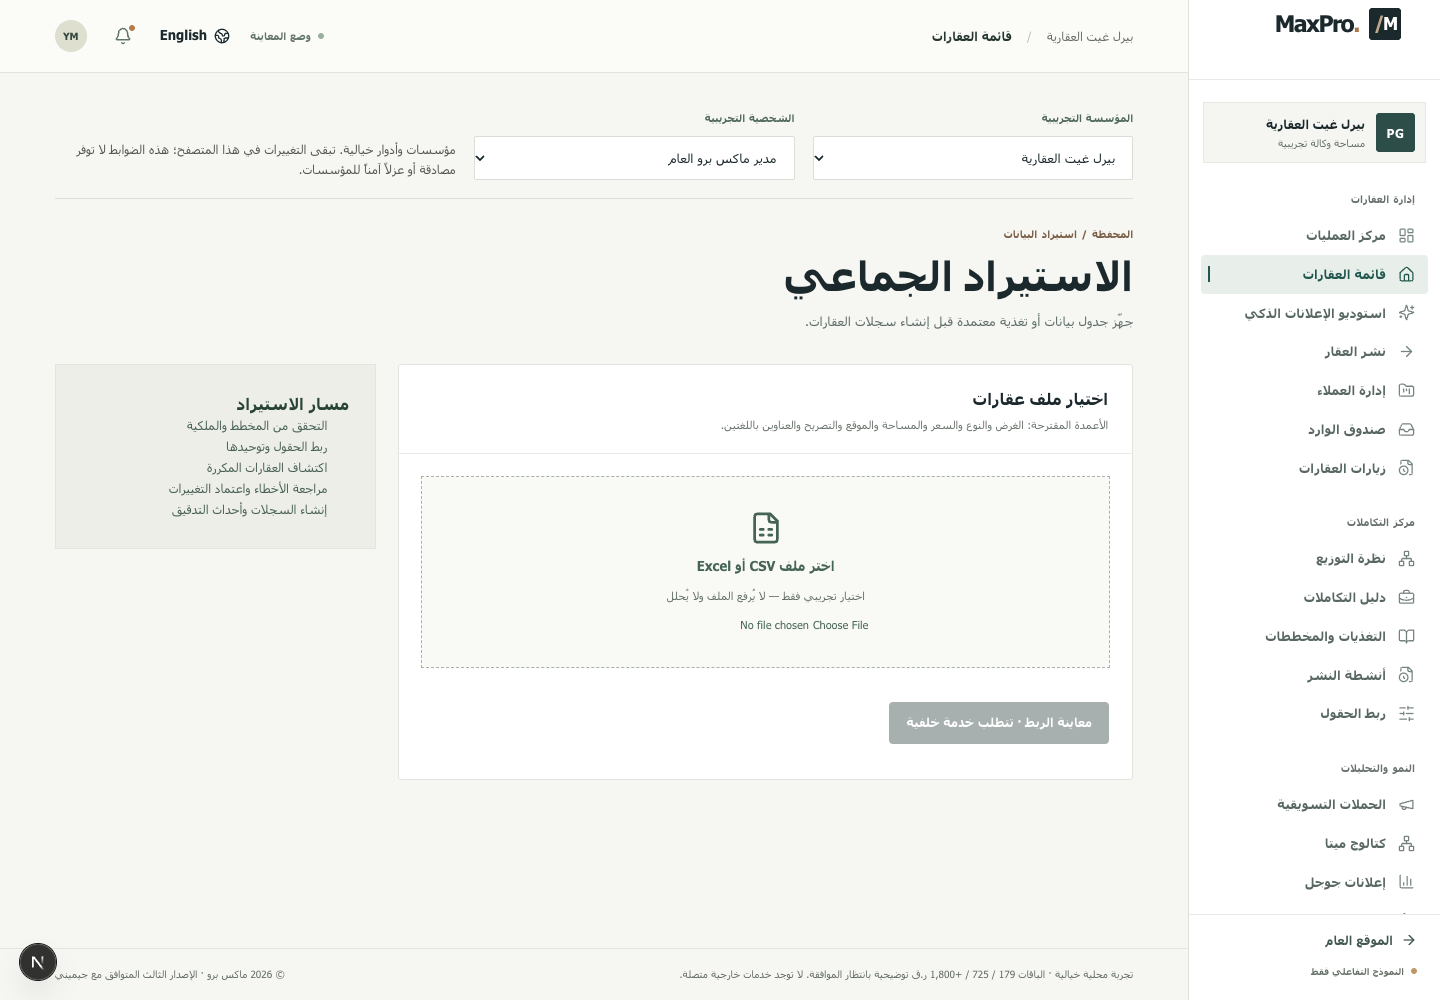 MaxPro.
/M
بيرل غيت العقارية
/
قائمة العقارات
وضع المعاينة
English
YM
PG
بيرل غيت العقارية
مساحة وكالة تجريبية
إدارة العقارات
مركز العمليات
قائمة العقارات
استوديو الإعلانات الذكي
نشر العقار
إدارة العملاء
صندوق الوارد
زيارات العقارات
مركز التكاملات
نظرة التوزيع
دليل التكاملات
التغذيات والمخططات
أنشطة النشر
ربط الحقول
النمو والتحليلات
الحملات التسويقية
كتالوج ميتا
إعلانات جوجل
الموقع العام
النموذج التفاعلي فقط
المؤسسة التجريبية
بيرل غيت العقارية
الشخصية التجريبية
مدير ماكس برو العام
مؤسسات وأدوار خيالية. تبقى التغييرات في هذا المتصفح؛ هذه الضوابط لا توفر
مصادقة أو عزلاً آمناً للمؤسسات.
المحفظة / استيراد البيانات
الاستيراد الجماعي
جهّز جدول بيانات أو تغذية معتمدة قبل إنشاء سجلات العقارات.
اختيار ملف عقارات
الأعمدة المقترحة: الغرض والنوع والسعر والمساحة والموقع والتصريح والعناوين باللغتين.
اختر ملف CSV أو Excel
اختيار تجريبي فقط — لا يُرفع الملف ولا يُحلل
Choose File No file chosen
معاينة الربط · تتطلب خدمة خلفية
مسار الاستيراد
التحقق من المخطط والملكية
ربط الحقول وتوحيدها
اكتشاف العقارات المكررة
مراجعة الأخطاء واعتماد التغييرات
إنشاء السجلات وأحداث التدقيق
تجربة محلية خيالية · الباقات 179 / 725 / +1,800 ر.ق توضيحية بانتظار الموافقة. لا توجد خدمات خارجية متصلة.
© 2026 ماكس برو · الإصدار الثالث المتوافق مع جيميني
N